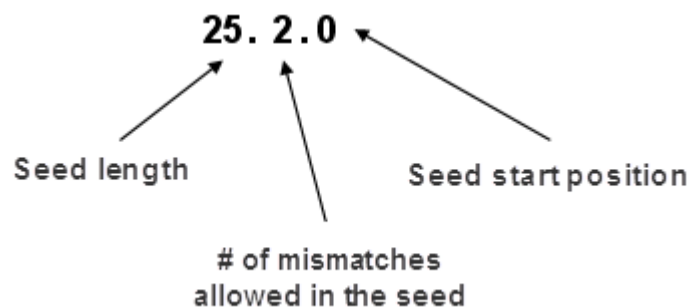 25. 2.0
Seed length
Seed start position
# of mismatches
allowed in the seed